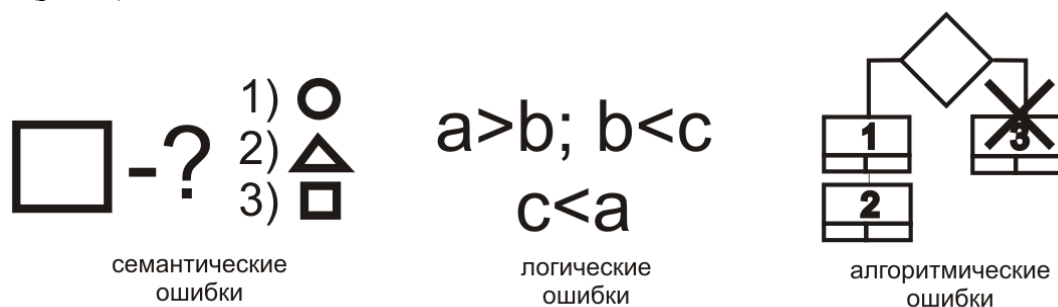 -?
1)
2)
3)
семантические
ошибки
a>b; b<c
c<a
логические
ошибки
1
3
2
алгоритмические
ошибки